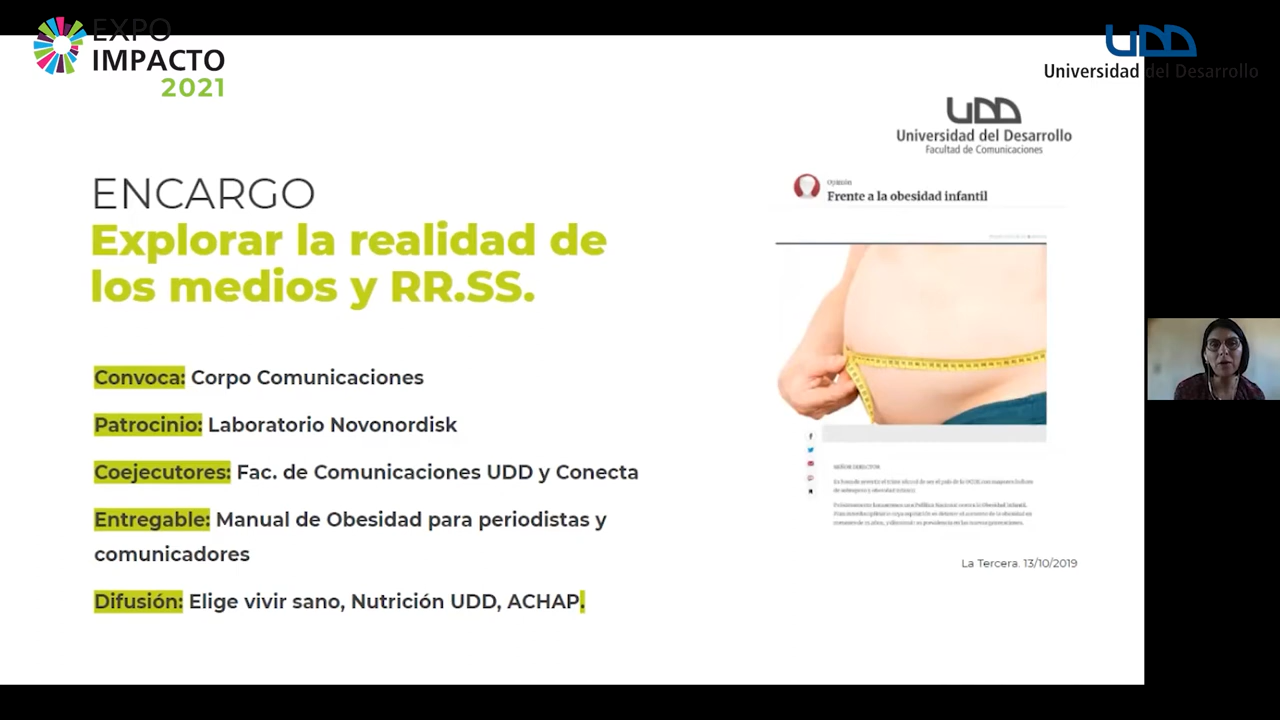 EXPO
IMPACTO
2021
UDD
Universidad del Desarrollo
UDD
Universidad del Desarrollo
Facultad de Comunicaciones
ENCARGO
Explorar la realidad de
los medios y RR.SS.
Convoca: Corpo Comunicaciones
Patrocinio: Laboratorio Novonordisk
Coejecutores: Fac. de Comunicaciones UDD y Conecta
Entregable: Manual de Obesidad para periodistas y
comunicadores
Difusión: Elige vivir sano, Nutrición UDD, ACHAP.
Opinión
Frente a la obesidad infantil
SEÑOR DIRECTOR
La Tercera. 13/10/2019